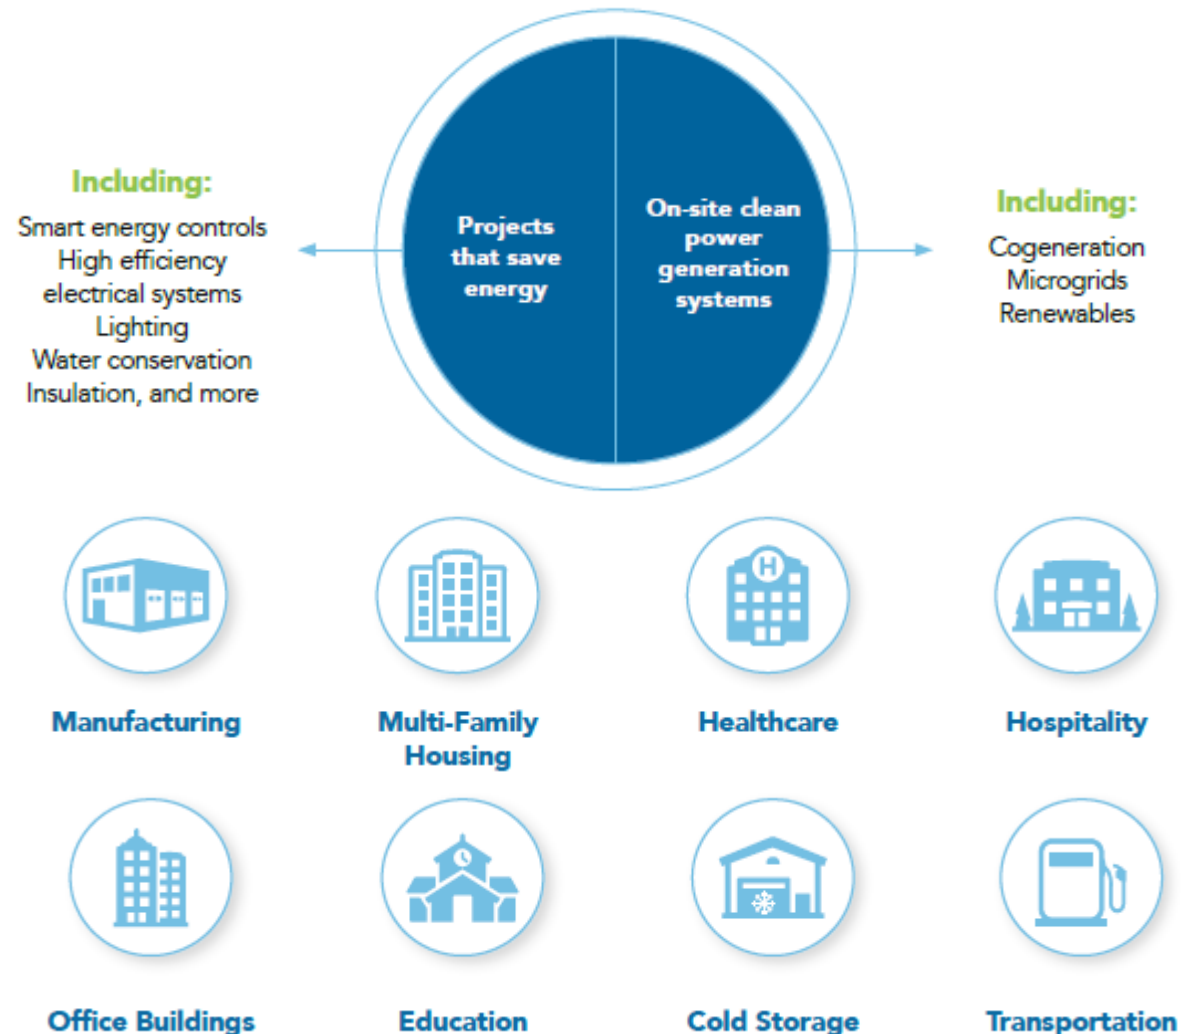 Including:
Smart energy controls
High efficiency
electrical systems
Lighting
Water conservation
Insulation, and more
Projects
that save
energy
On-site clean
power
generation
systems
Including:
Cogeneration
Microgrids
Renewables
H
Manufacturing
Multi-Family
Housing
Healthcare
Hospitality
Office Buildings
Education
Cold Storage
Transportation